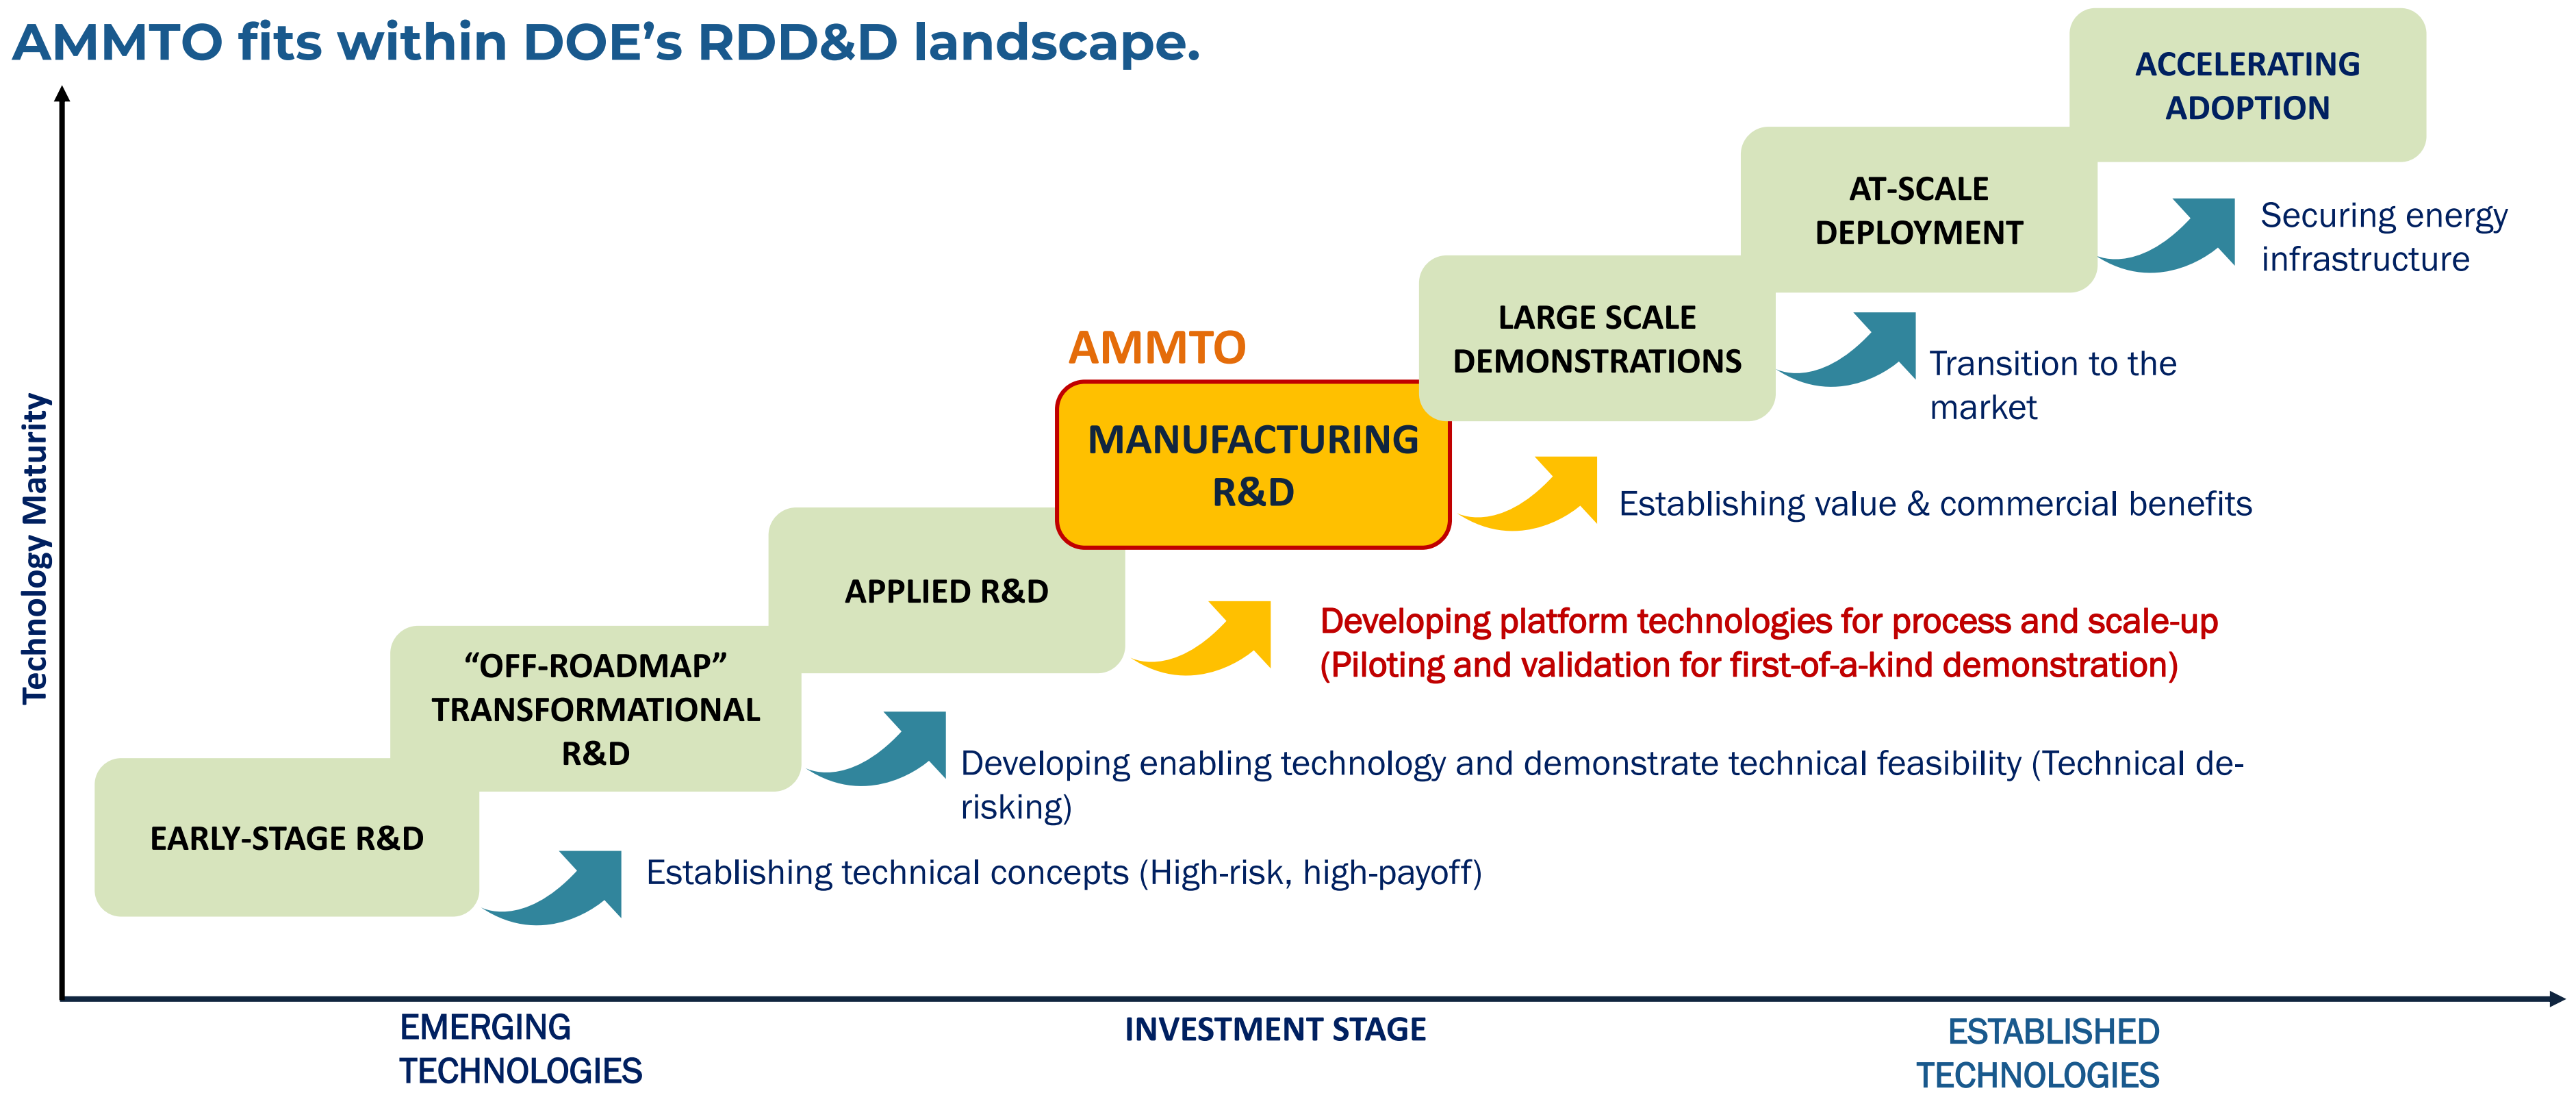 AMMTO fits within DOE’s RDD&D landscape.
ACCELERATING
ADOPTION
AT-SCALE
DEPLOYMENT
Securing energy
infrastructure
LARGE SCALE
DEMONSTRATIONS
Transition to the
market
AMMTO
MANUFACTURING
R&D
Establishing value & commercial benefits
APPLIED R&D
Developing platform technologies for process and scale-up
(Piloting and validation for first-of-a-kind demonstration)
“OFF-ROADMAP”
TRANSFORMATIONAL
R&D
Developing enabling technology and demonstrate technical feasibility (Technical de-
risking)
EARLY-STAGE R&D
Establishing technical concepts (High-risk, high-payoff)
Technology Maturity
EMERGING
TECHNOLOGIES
INVESTMENT STAGE
ESTABLISHED
TECHNOLOGIES